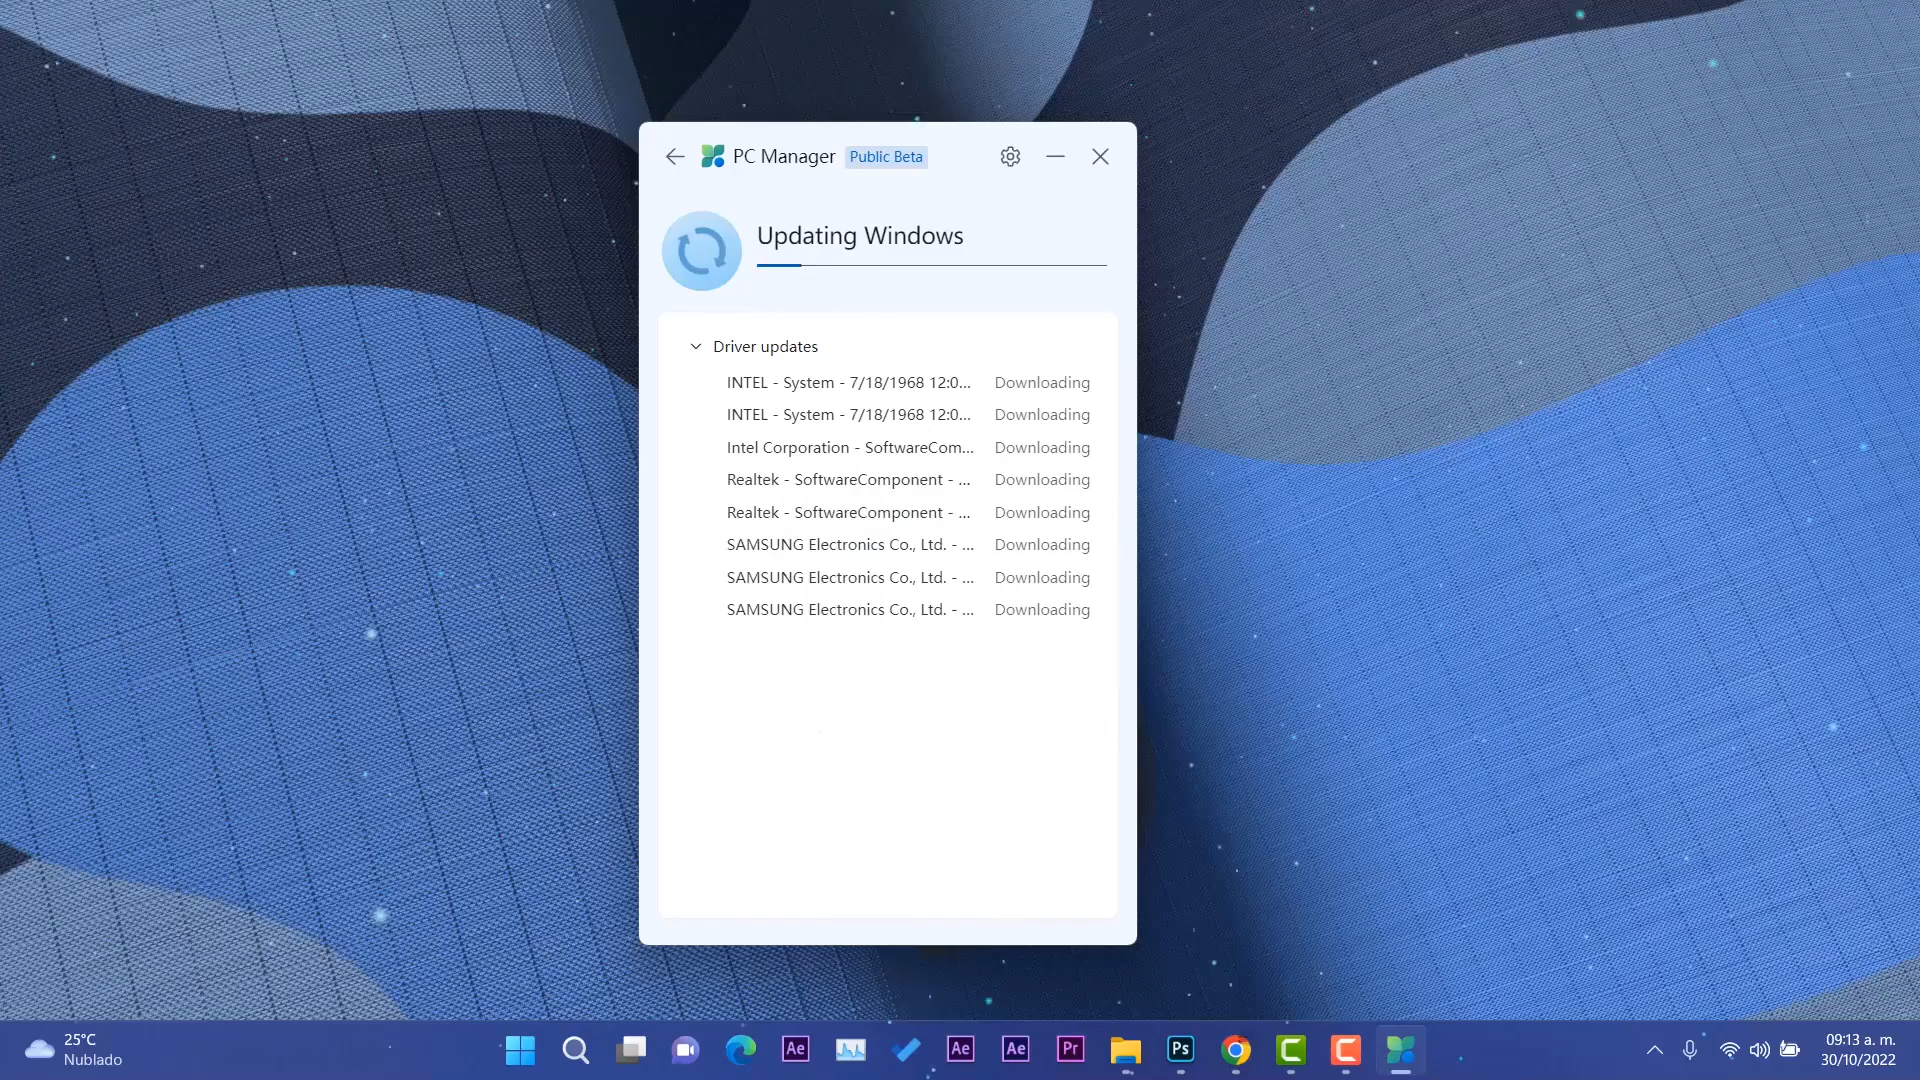 PC Manager Public Beta
Updating Windows
Driver updates
INTEL - System - 7/18/1968 12:0... Downloading
INTEL - System - 7/18/1968 12:0... Downloading
Intel Corporation - SoftwareCom... Downloading
Realtek - SoftwareComponent - ... Downloading
Realtek - SoftwareComponent - ... Downloading
SAMSUNG Electronics Co., Ltd. - ... Downloading
SAMSUNG Electronics Co., Ltd. - ... Downloading
SAMSUNG Electronics Co., Ltd. - ... Downloading
25°C
Nublado
Ae Ae Ae Pr Ps
09:13 a. m.
30/10/2022